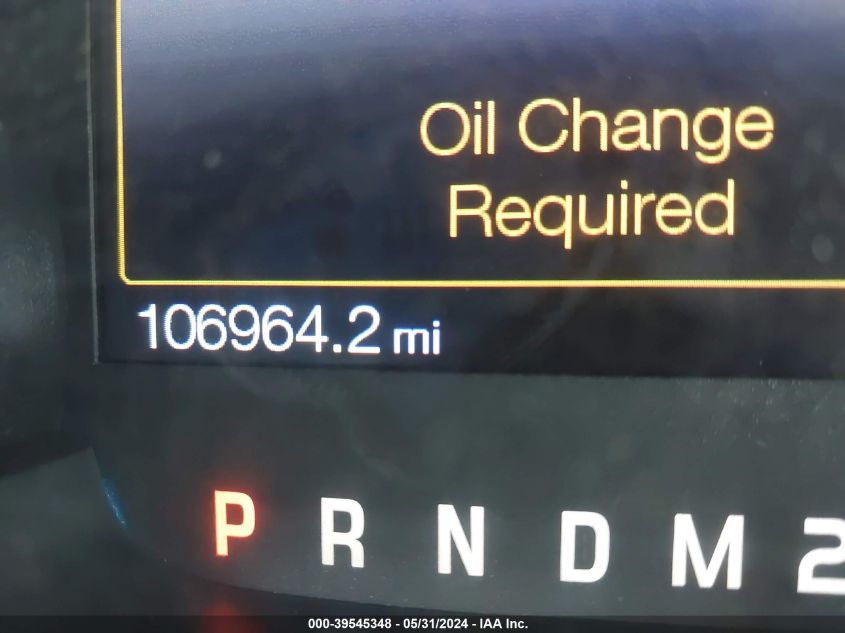 Oil Change
Required
106964.2 mi
P R N D M 2
000-39545348 - 05/31/2024 - IAA Inc.